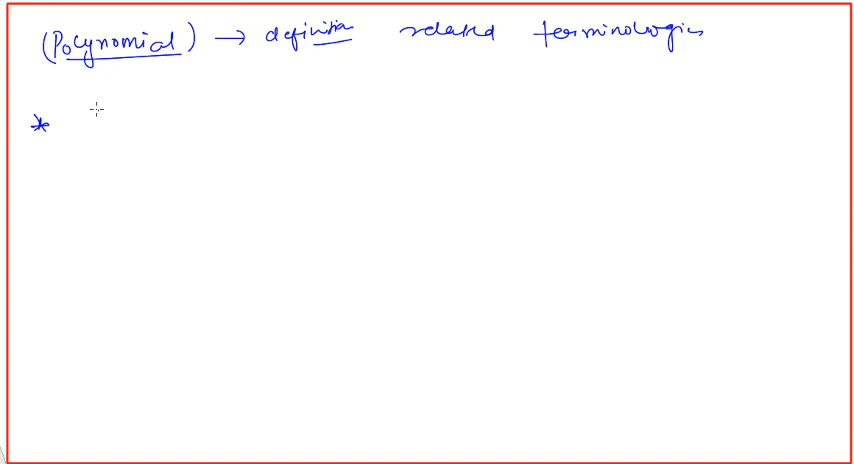 (Polynomial) → definition related terminologies
*